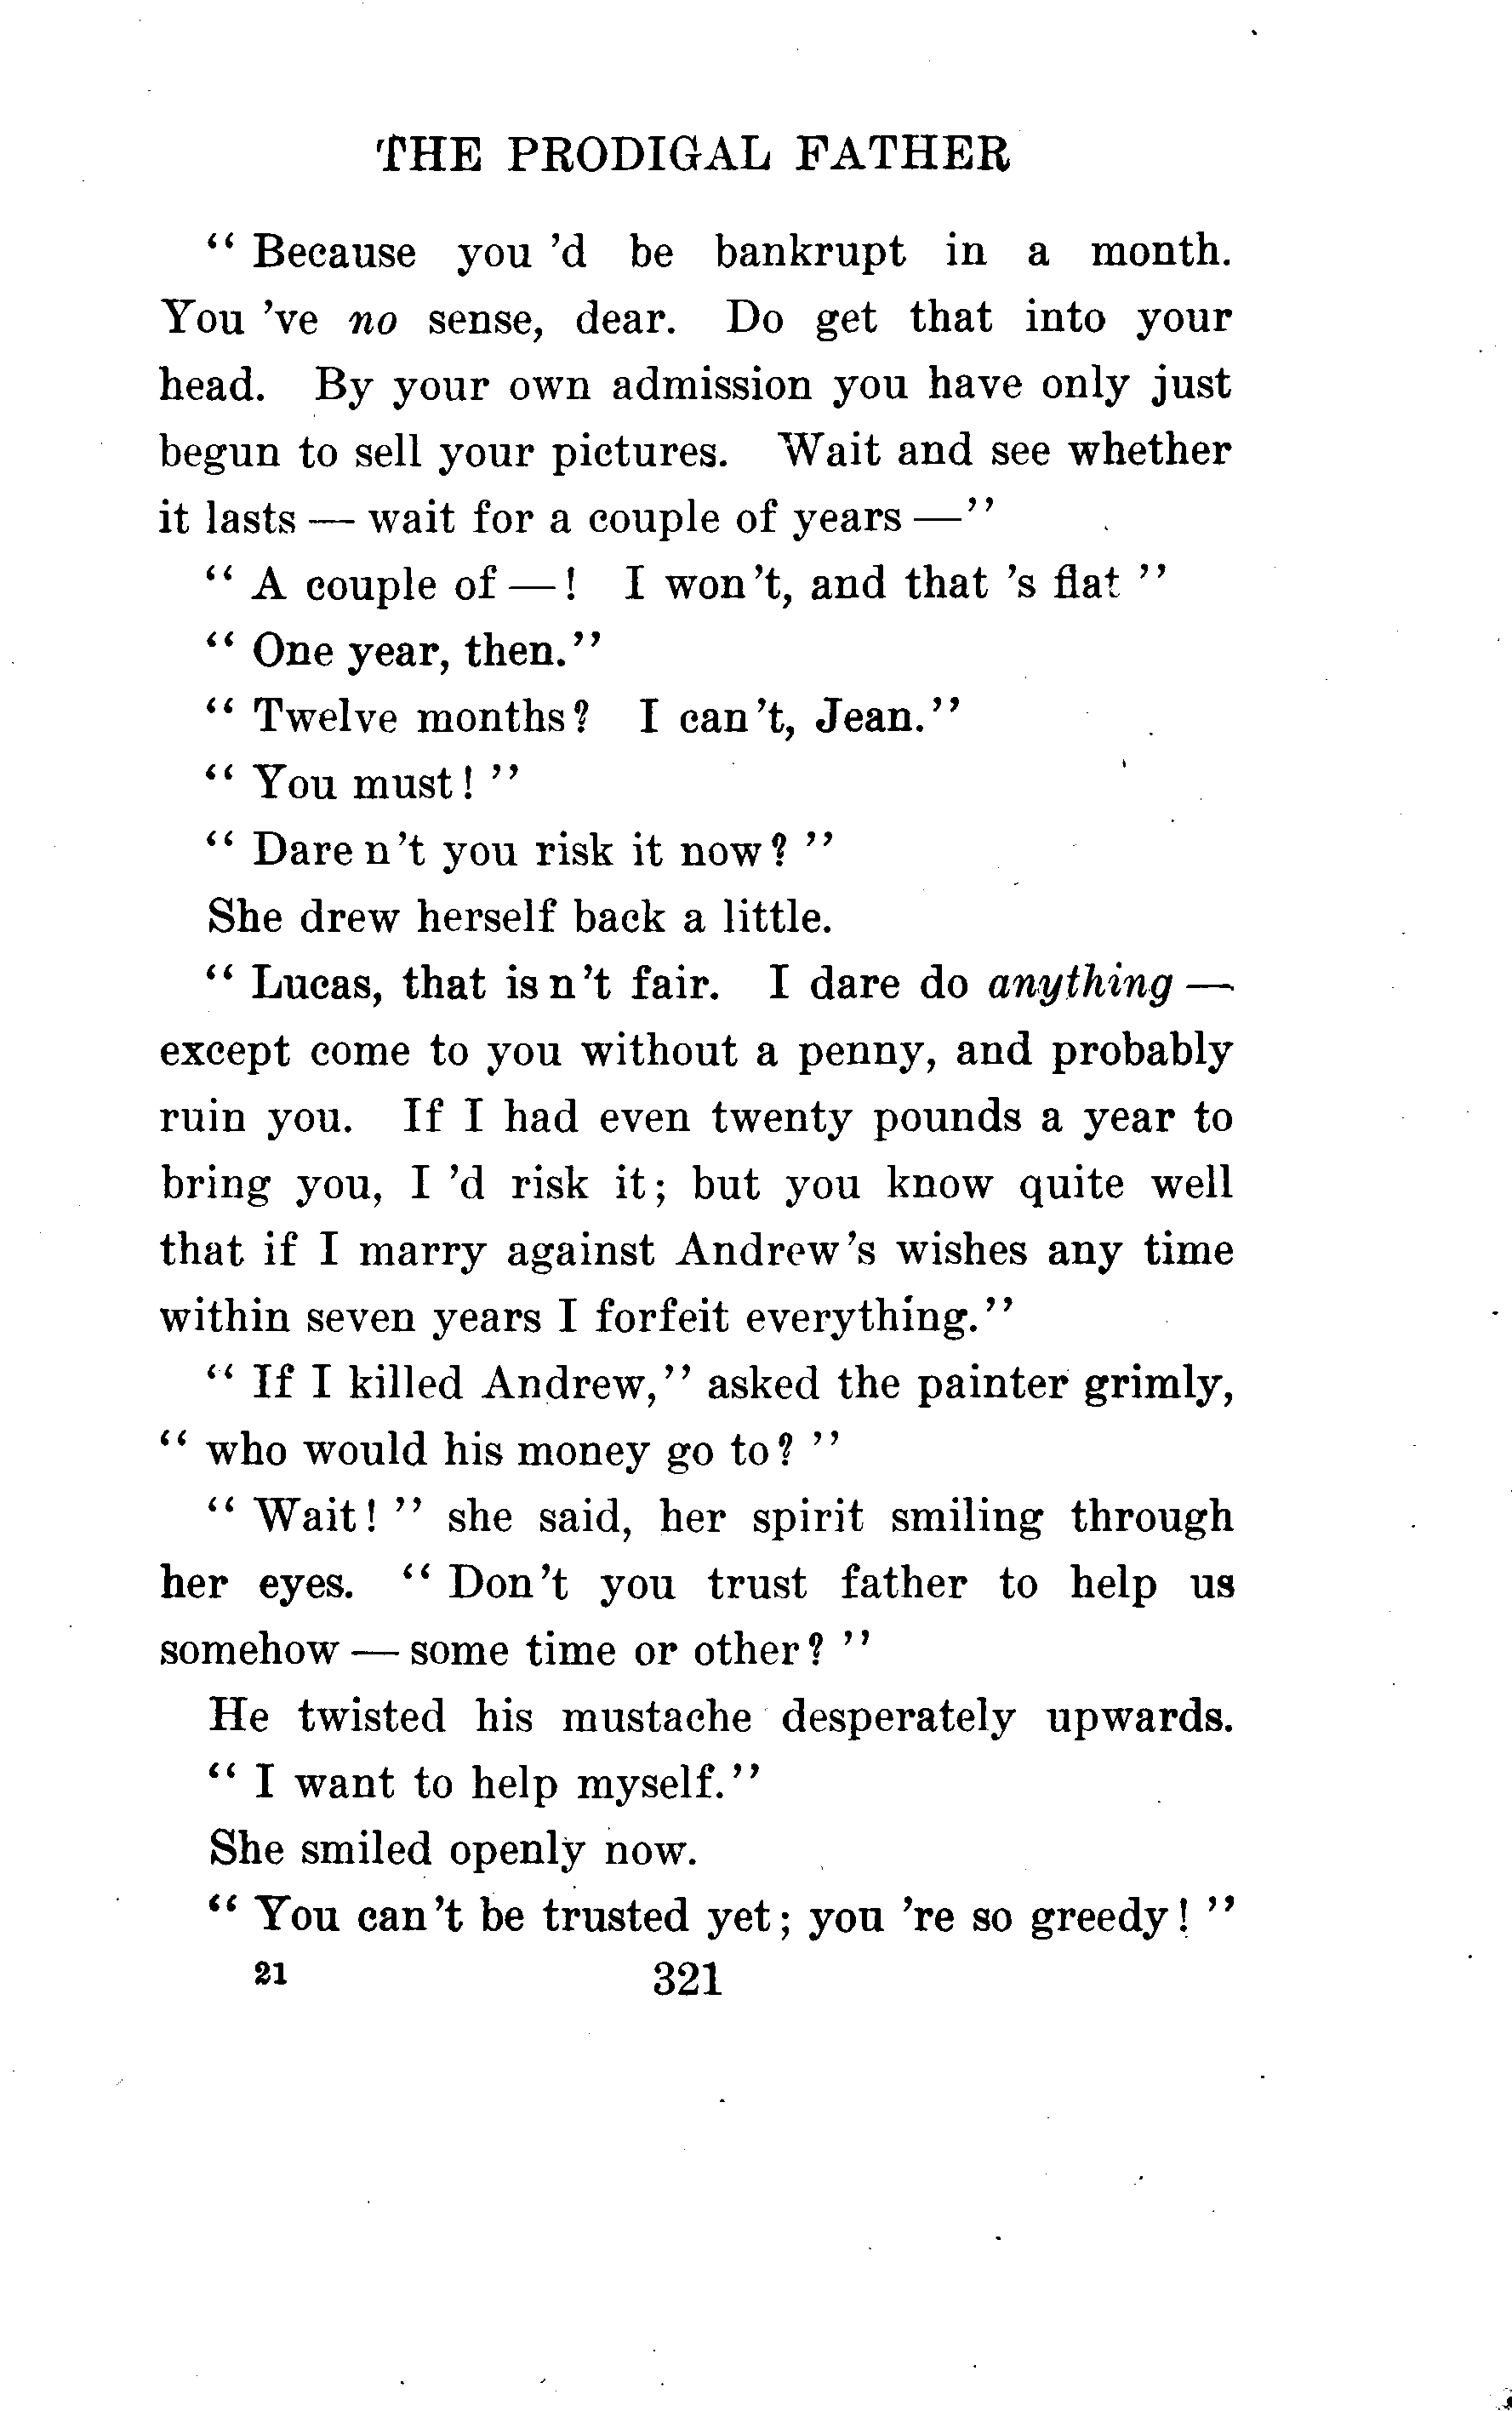 THE PRODIGAL FATHER
“ Because you 'd be bankrupt in a month.
You 've no sense, dear. Do get that into your
head. By your own admission you have only just
begun to sell your pictures. Wait and see whether
it lasts — wait for a couple of years —”
“ A couple of —! I won't, and that 's flat ”
“ One year, then.”
“ Twelve months? I can't, Jean.”
“ You must! ”
“ Dare n't you risk it now? ”
She drew herself back a little.
“ Lucas, that is n't fair. I dare do anything —
except come to you without a penny, and probably
ruin you. If I had even twenty pounds a year to
bring you, I 'd risk it; but you know quite well
that if I marry against Andrew's wishes any time
within seven years I forfeit everything.”
“ If I killed Andrew,” asked the painter grimly,
“ who would his money go to? ”
“ Wait! ” she said, her spirit smiling through
her eyes. “ Don't you trust father to help us
somehow — some time or other? ”
He twisted his mustache desperately upwards.
“ I want to help myself.”
She smiled openly now.
“ You can't be trusted yet; you 're so greedy! ”
21 321